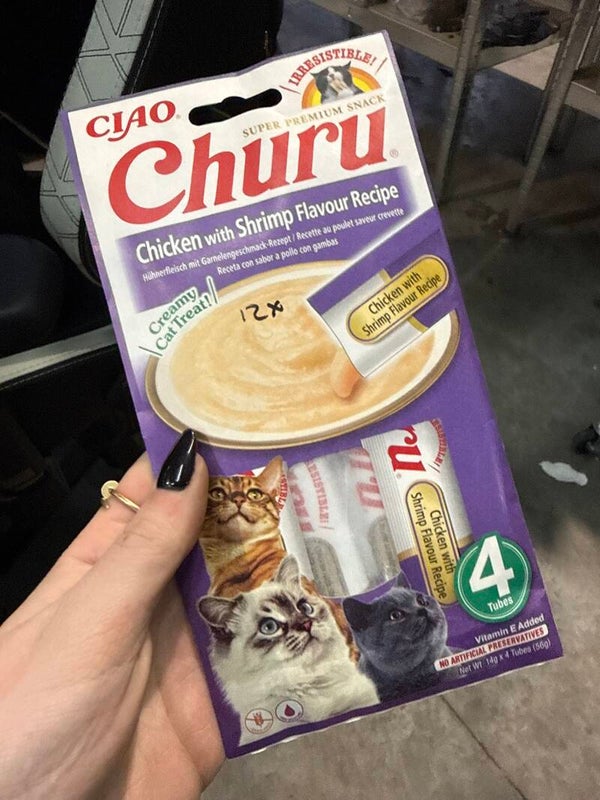 IRRESISTIBLE!
CIAO
SUPER PREMIUM SNACK
Churu®
Chicken with Shrimp Flavour Recipe
Hühnerfleisch mit Garnelengeschmack-Rezept / Recette au poulet saveur crevette
Receta con sabor a pollo con gambas
Creamy
Cat Treat!
12x
Chicken with
Shrimp Flavour Recipe
Chicken with
Shrimp Flavour Recipe
4
Tubes
Vitamin E Added
NO ARTIFICIAL PRESERVATIVES
Net Wt 14g x 4 Tubes (56g)